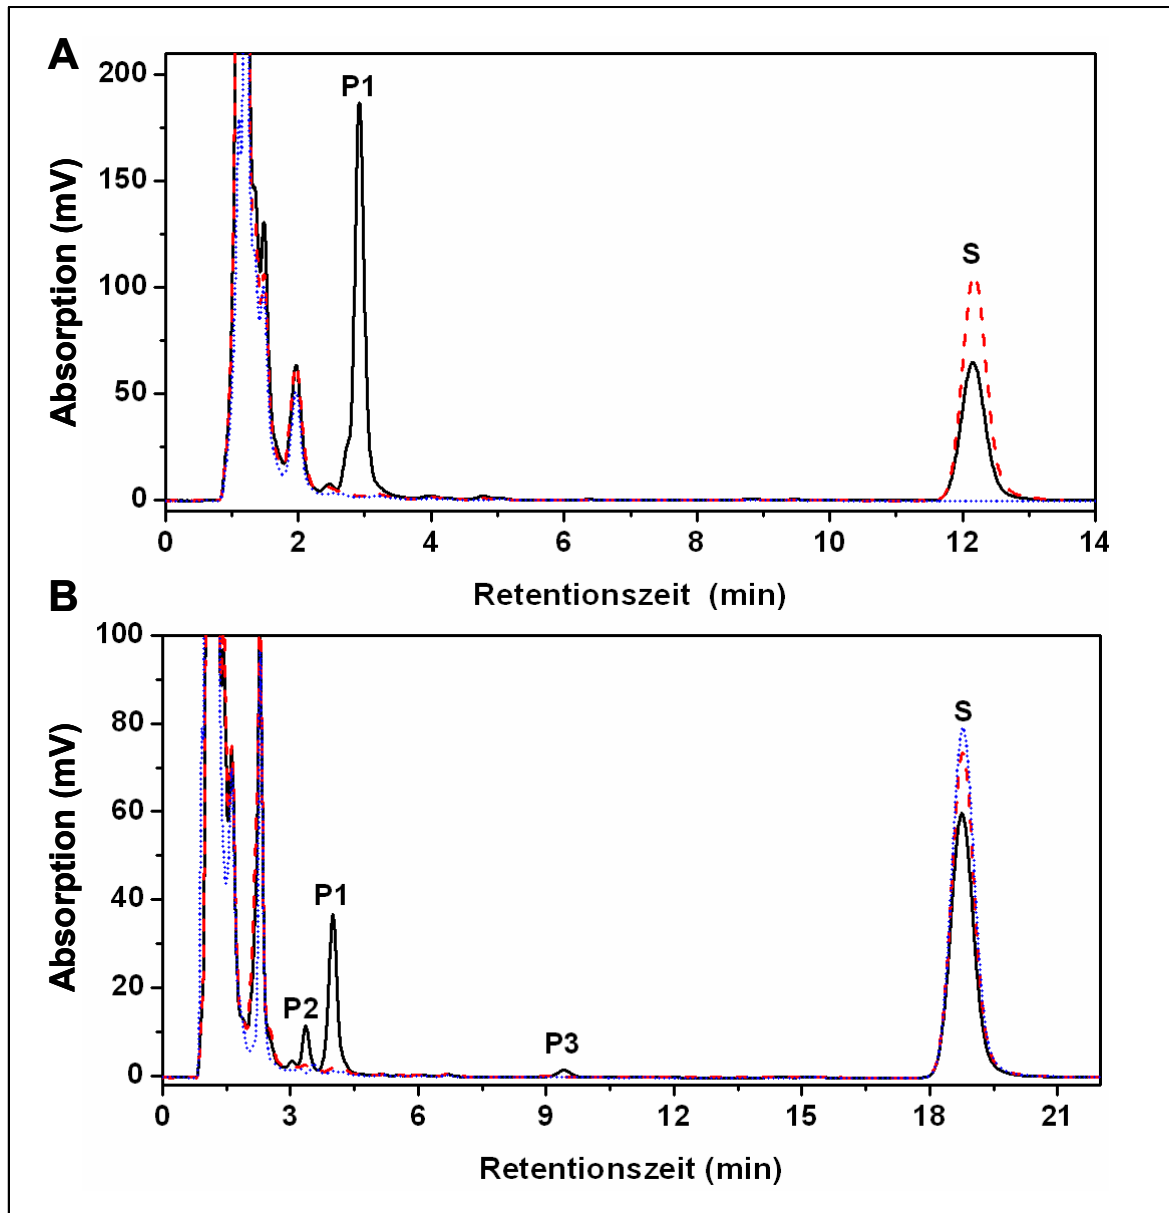 A
Absorption (mV)
200
150
100
50
0
P1
S
0 2 4 6 8 10 12 14
Retentionszeit (min)
B
Absorption (mV)
100
80
60
40
20
0
P2
P1
P3
S
0 3 6 9 12 15 18 21
Retentionszeit (min)